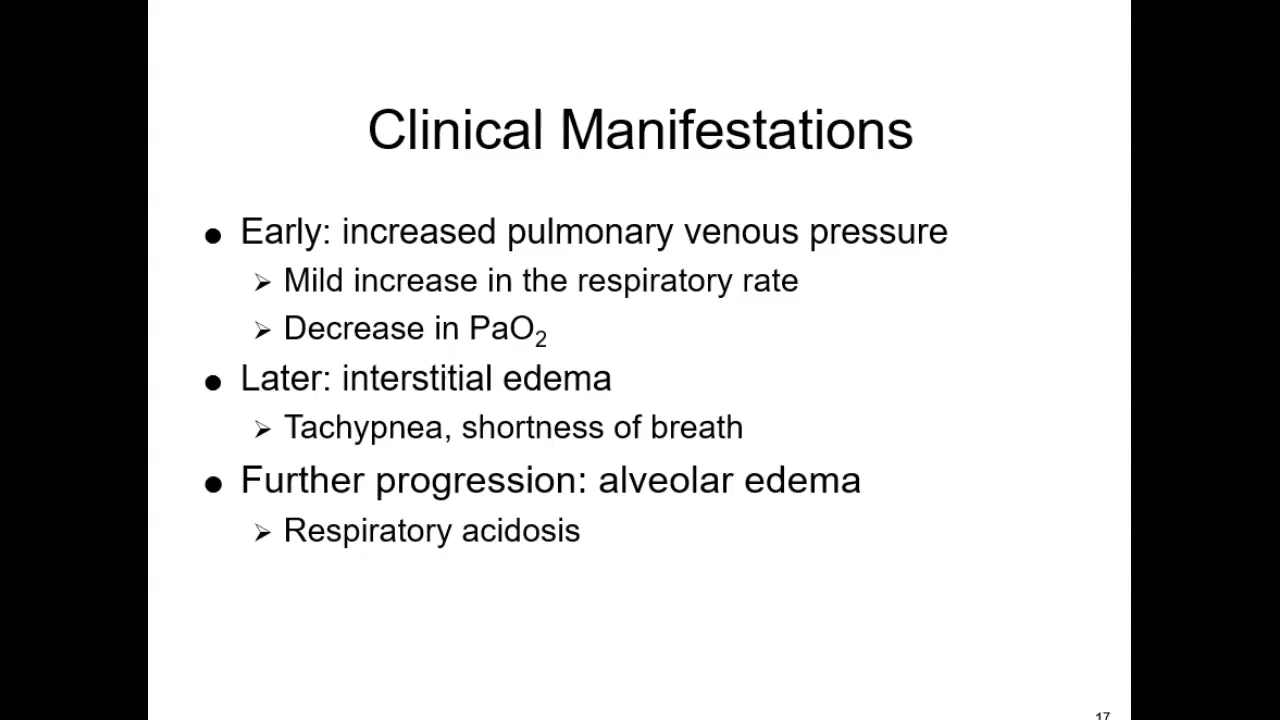 Clinical Manifestations
● Early: increased pulmonary venous pressure
➢ Mild increase in the respiratory rate
➢ Decrease in PaO₂
● Later: interstitial edema
➢ Tachypnea, shortness of breath
● Further progression: alveolar edema
➢ Respiratory acidosis
17